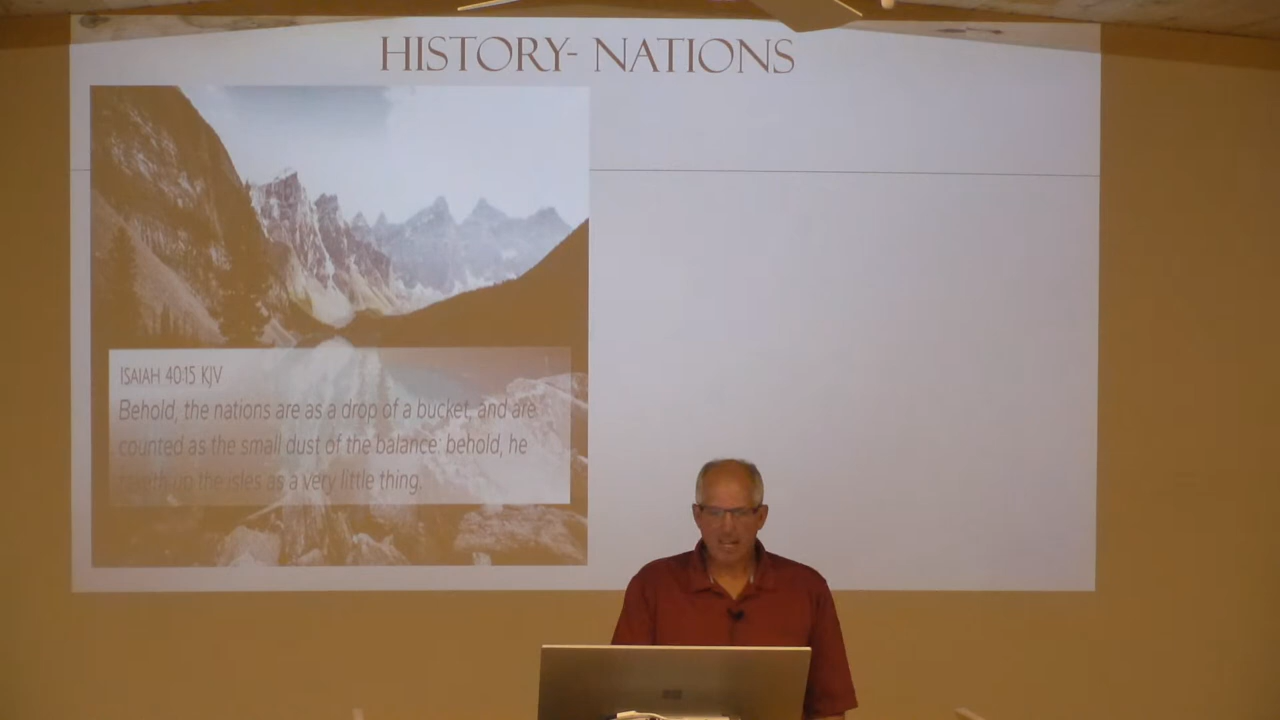 HISTORY- NATIONS
ISAIAH 40:15 KJV
Behold, the nations are as a drop of a bucket, and are
counted as the small dust of the balance: behold, he
taketh up the isles as a very little thing.